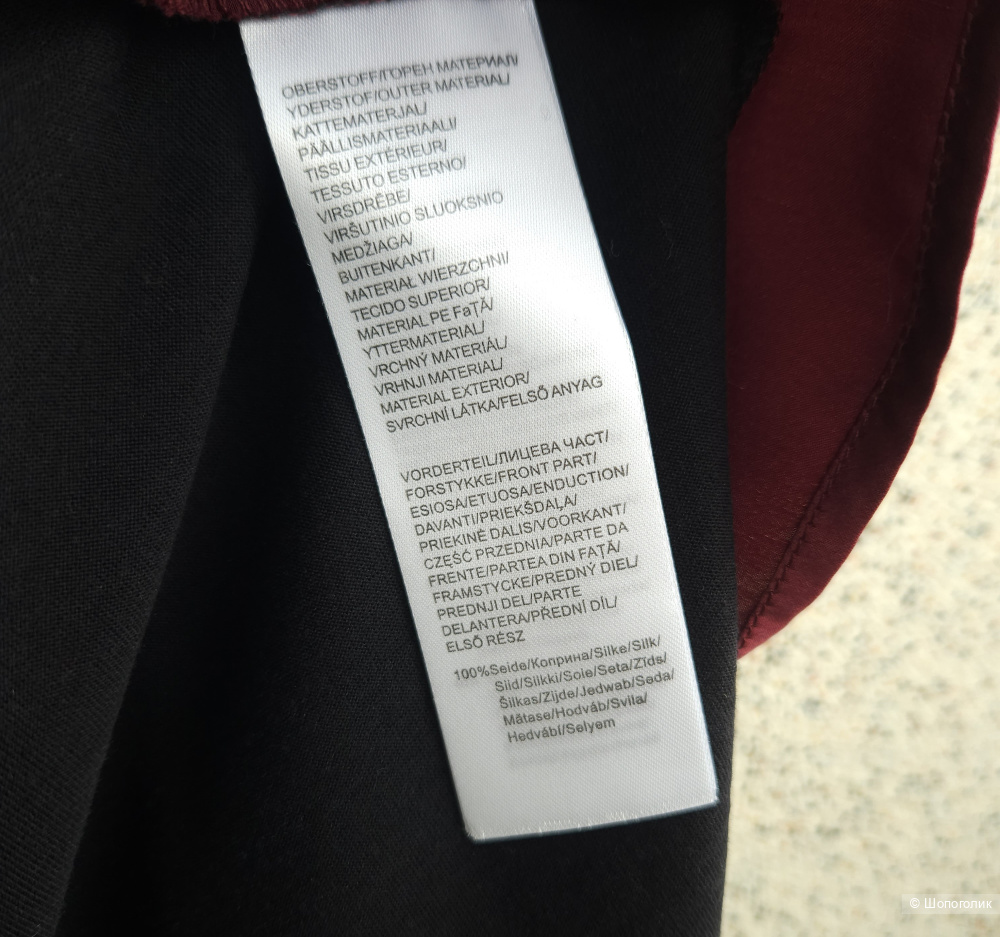 OBERSTOFF/ГОРЕН МАТЕРИАЛ/
YDERSTOF/OUTER MATERIAL/
KATTEMATERJAL/
PÄÄLLISMATERIAALI/
TISSU EXTÉRIEUR/
TESSUTO ESTERNO/
VIRSDRĒBE/
VIRŠUTINIO SLUOKSNIO
MEDŽIAGA/
BUITENKANT/
MATERIAŁ WIERZCHNI/
TECIDO SUPERIOR/
MATERIAL PE FaŢĂ/
YTTERMATERIAL/
VRCHNÝ MATERIÁL/
VRHNJI MATERIAL/
MATERIAL EXTERIOR/
SVRCHNÍ LÁTKA/FELSŐ ANYAG
VORDERTEIL/ЛИЦЕВА ЧАСТ/
FORSTYKKE/FRONT PART/
ESIOSA/ETUOSA/ENDUCTION/
DAVANTI/PRIEKŠDAĻA/
PRIEKINĖ DALIS/VOORKANT/
CZĘŚĆ PRZEDNIA/PARTE DA
FRENTE/PARTEA DIN FAŢĂ/
FRAMSTYCKE/PREDNÝ DIEL/
PREDNJI DEL/PARTE
DELANTERA/PŘEDNÍ DÍL/
ELSŐ RÉSZ
100%Seide/Коприна/Silke/Silk/
Siid/Silkki/Soie/Seta/Zīds/
Šilkas/Zijde/Jedwab/Seda/
Mătase/Hodváb/Svila/
Hedvábí/Selyem
© Шопоголик